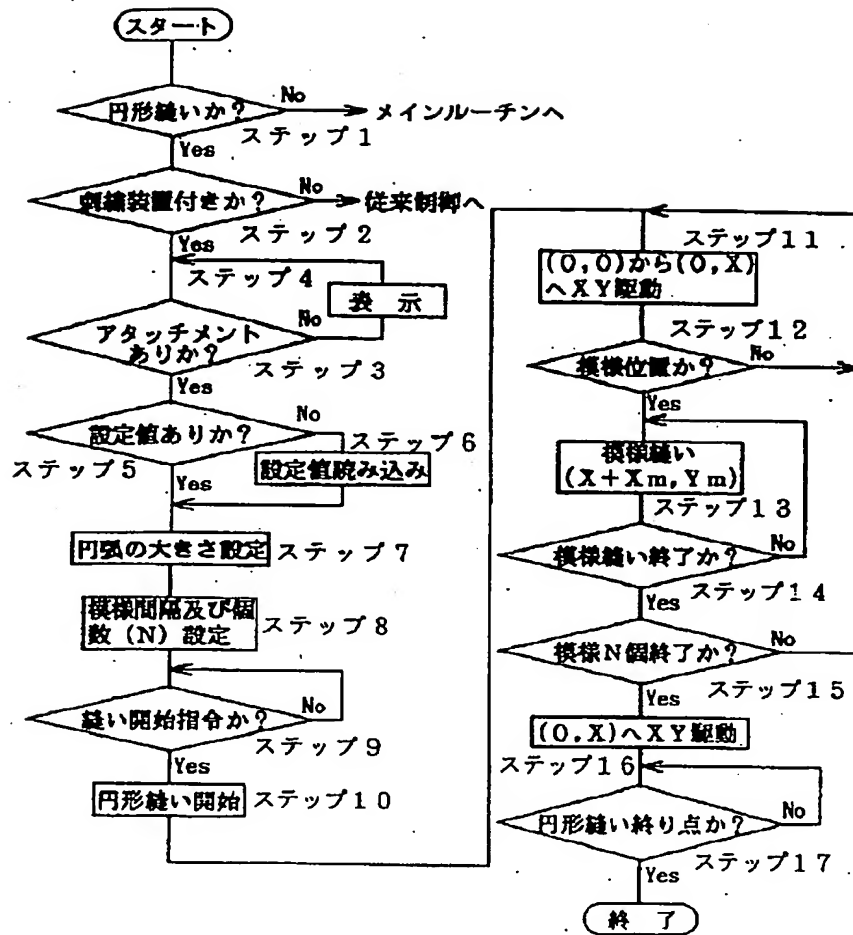 スタート
円形縫いか?
No
メインルーチンへ
ステップ1
Yes
刺繍装置付きか?
No
従来制御へ
ステップ2
Yes
ステップ4
表 示
アタッチメント
ありか?
No
ステップ3
Yes
設定値ありか?
No
ステップ6
ステップ5
設定値読み込み
Yes
円弧の大きさ設定
ステップ7
模様間隔及び個
数(N)設定
ステップ8
No
縫い開始指令か?
ステップ9
Yes
円形縫い開始
ステップ10
ステップ11
(0,0)から(0,X)
へXY駆動
ステップ12
模様位置か?
No
Yes
模様縫い
(X+Xm,Ym)
ステップ13
模様縫い終了か?
No
Yes
ステップ14
模様N個終了か?
No
ステップ15
Yes
(0,X)へXY駆動
ステップ16
円形縫い終り点か?
No
ステップ17
Yes
終 了